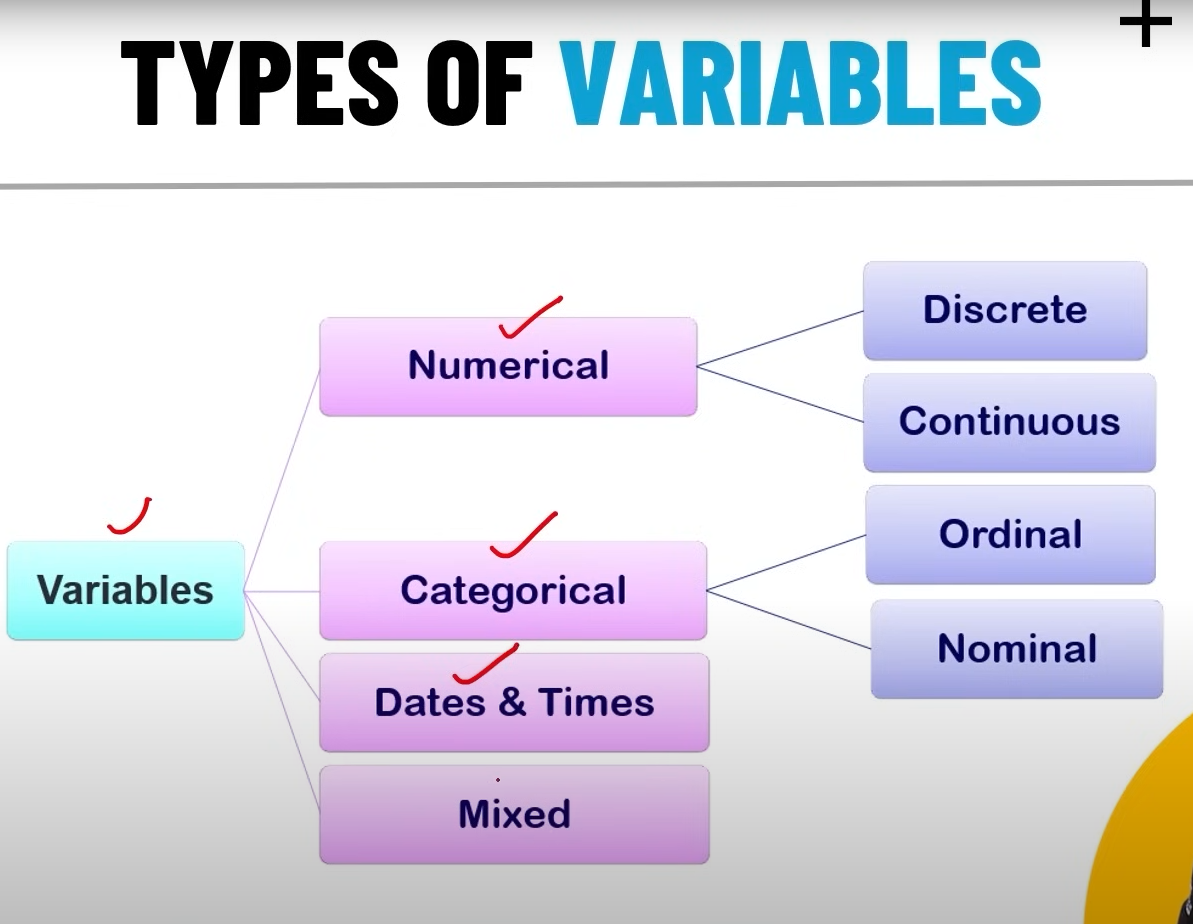 TYPES OF VARIABLES
Variables
Numerical
Discrete
Continuous
Categorical
Ordinal
Nominal
Dates & Times
Mixed